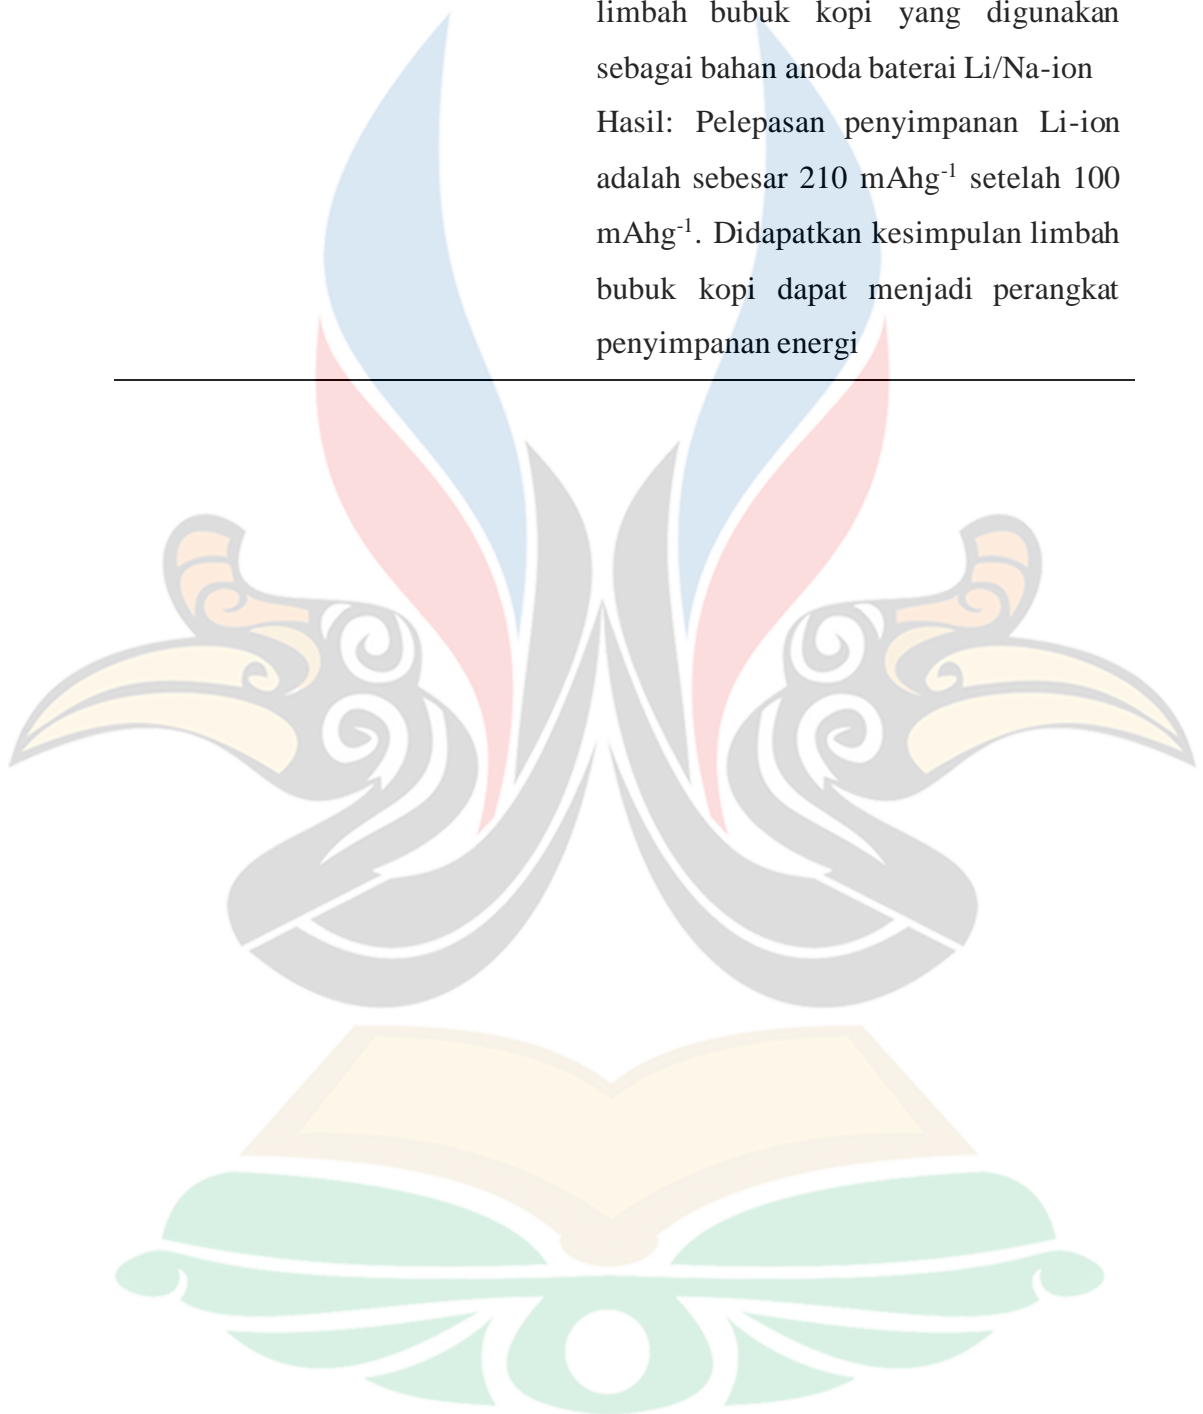 limbah bubuk kopi yang digunakan
sebagai bahan anoda baterai Li/Na-ion
Hasil: Pelepasan penyimpanan Li-ion
adalah sebesar 210 mAhg⁻¹ setelah 100
mAhg⁻¹. Didapatkan kesimpulan limbah
bubuk kopi dapat menjadi perangkat
penyimpanan energi